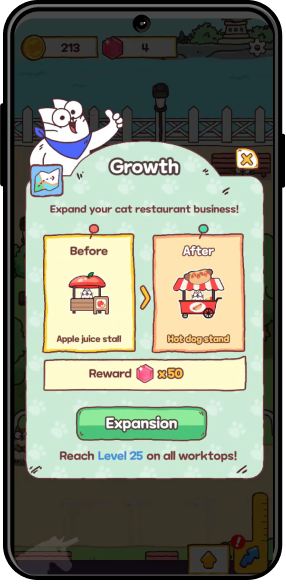 213
4
Growth
Expand your cat restaurant business!
Before
After
Apple juice stall
Hot dog stand
Reward x50
Expansion
Reach Level 25 on all worktops!